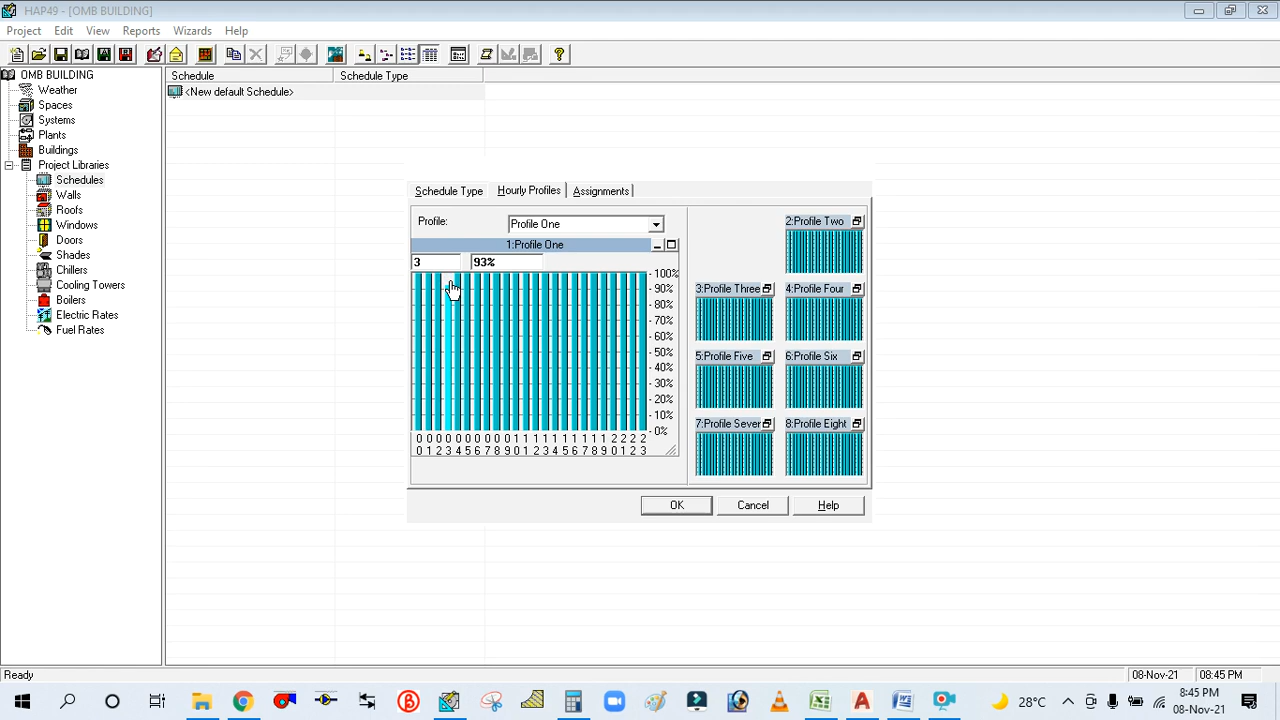 HAP49 - [OMB BUILDING]
Project Edit View Reports Wizards Help
OMB BUILDING
Weather
Spaces
Systems
Plants
Buildings
Project Libraries
Schedules
Walls
Roofs
Windows
Doors
Shades
Chillers
Cooling Towers
Boilers
Electric Rates
Fuel Rates
Schedule Schedule Type
<New default Schedule>
Schedule Type Hourly Profiles Assignments
Profile: Profile One
1:Profile One
3 93%
100%
90%
80%
70%
60%
50%
40%
30%
20%
10%
0%
0 0 0 0 0 0 0 0 0 0 1 1 1 1 1 1 1 1 1 1 2 2 2 2
0 1 2 3 4 5 6 7 8 9 0 1 2 3 4 5 6 7 8 9 0 1 2 3
2:Profile Two
3:Profile Three 4:Profile Four
5:Profile Five 6:Profile Six
7:Profile Sever 8:Profile Eight
OK Cancel Help
Ready 08-Nov-21 08:45 PM
28°C 8:45 PM
08-Nov-21